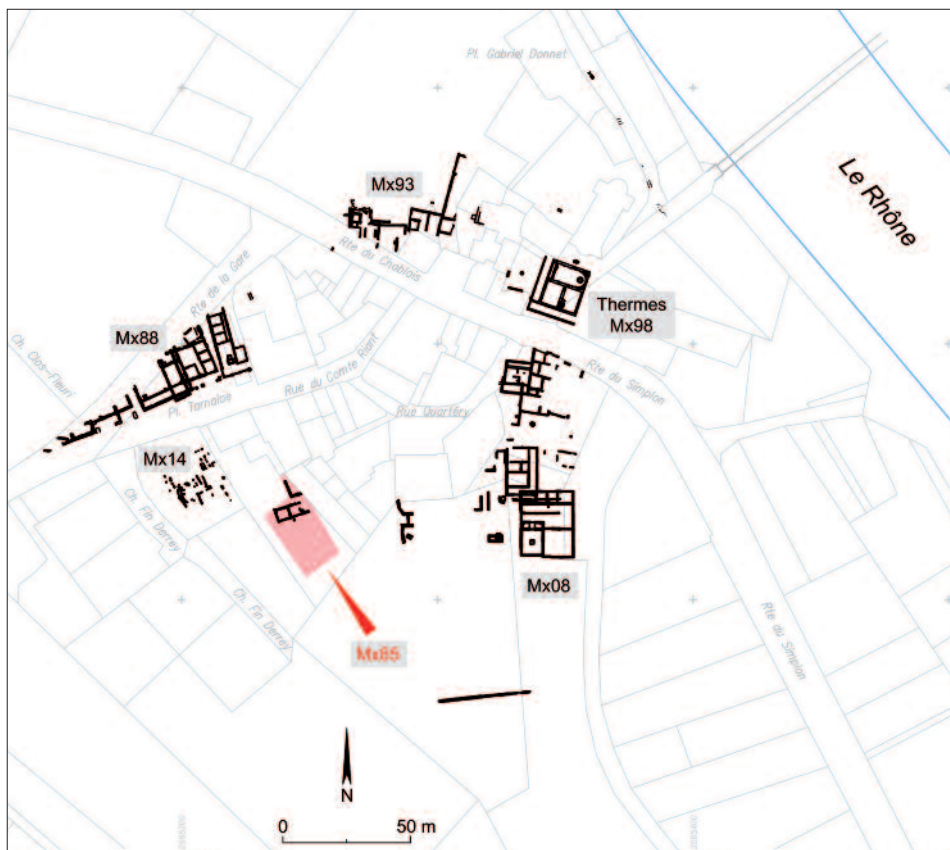 Pl. Gabriel Donnet
Le Rhône
Mx93
Rte du Chablais
Rte de la Gare
Thermes
Mx98
Mx88
Ch. Clos-Fleuri
Rte du Simplon
Rue du Comte Riant
Pl. Tarnaiae
Rue Quartéry
Mx14
Ch. Fin Derrey
Mx08
Ch. Fin Derrey
Mx85
Rte du Simplon
N
0 50 m